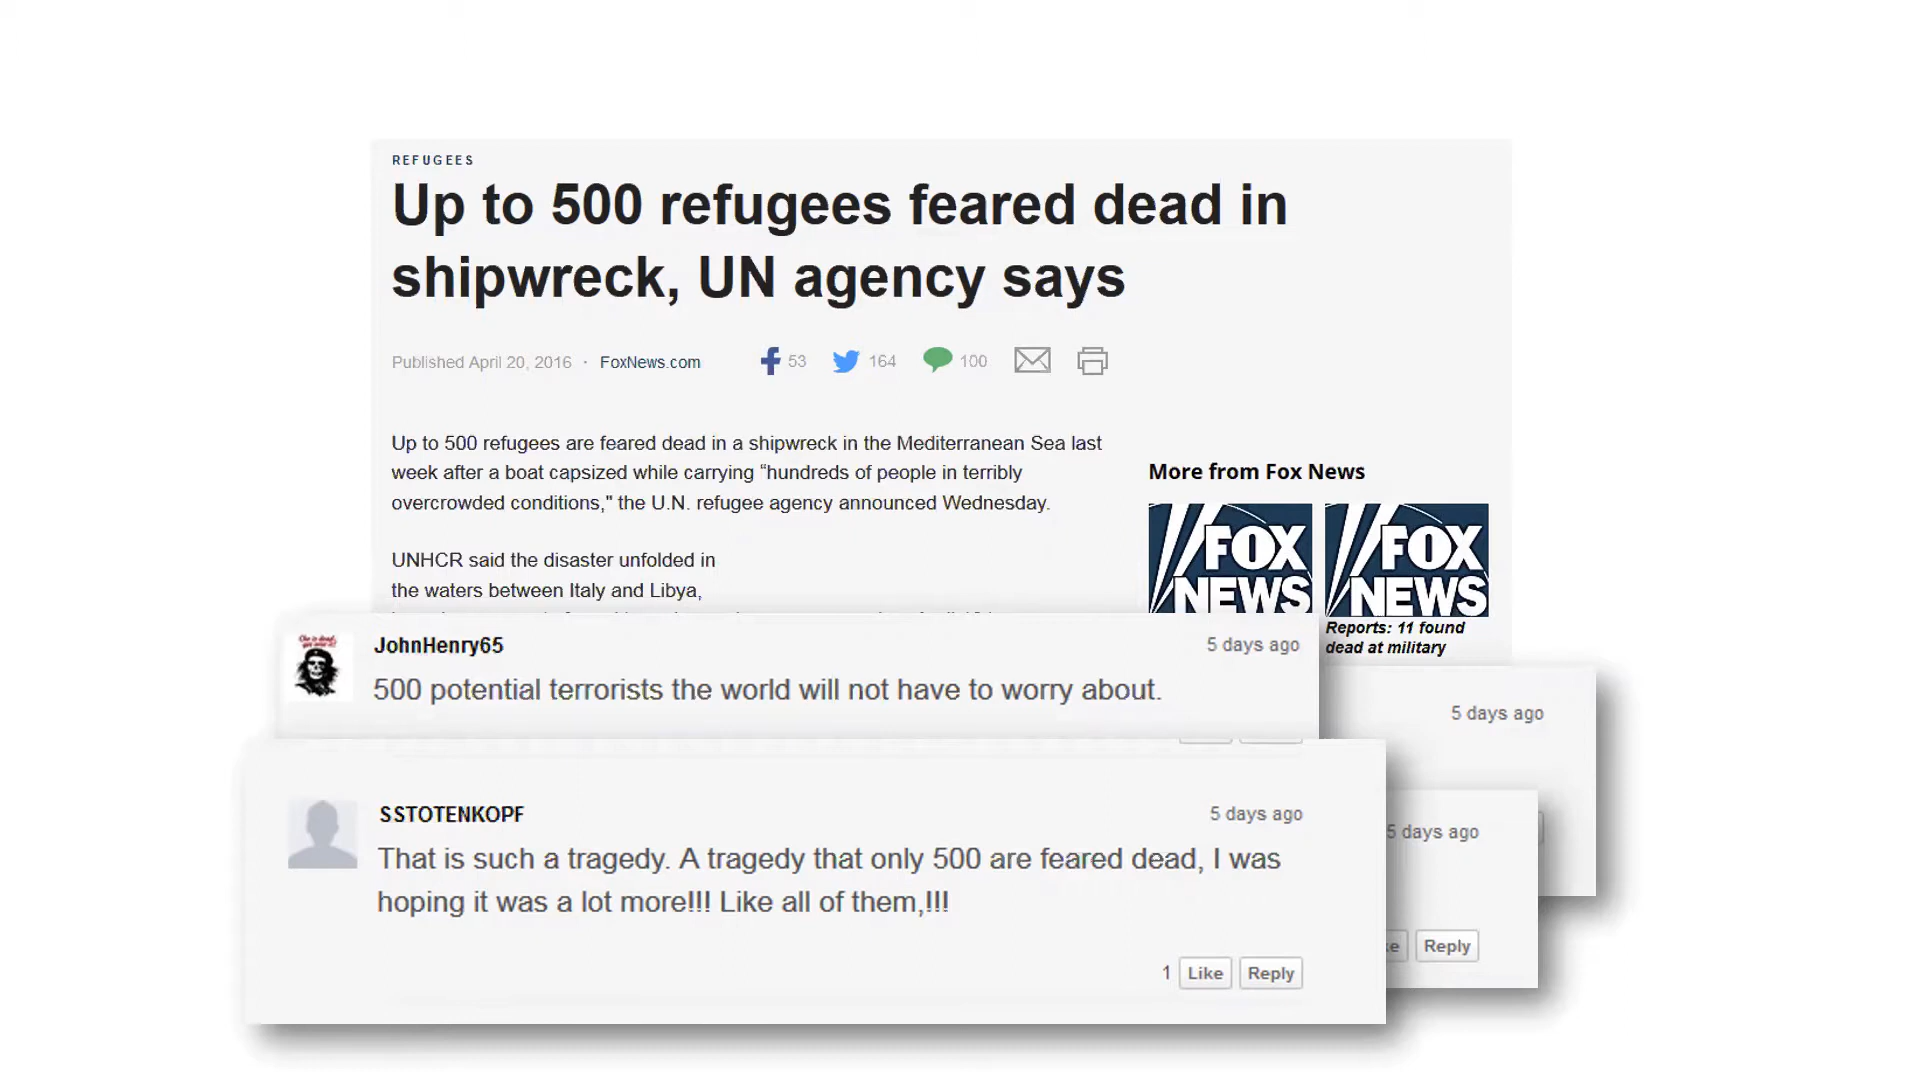 REFUGEES
Up to 500 refugees feared dead in
shipwreck, UN agency says
Published April 20, 2016 · FoxNews.com 53 164 100
Up to 500 refugees are feared dead in a shipwreck in the Mediterranean Sea last
week after a boat capsized while carrying “hundreds of people in terribly
overcrowded conditions," the U.N. refugee agency announced Wednesday.
UNHCR said the disaster unfolded in
the waters between Italy and Libya,
More from Fox News
FOX
NEWS
FOX
NEWS
Reports: 11 found
dead at military
JohnHenry65 5 days ago
500 potential terrorists the world will not have to worry about.
5 days ago
SSTOTENKOPF 5 days ago
That is such a tragedy. A tragedy that only 500 are feared dead, I was
hoping it was a lot more!!! Like all of them,!!!
1 Like Reply
5 days ago
Reply